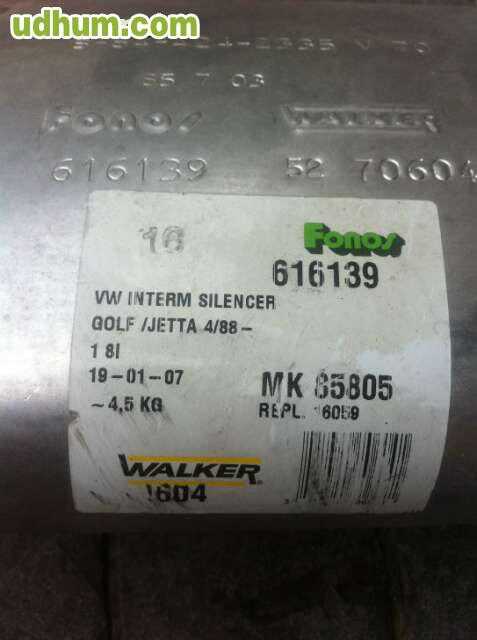 udhum.com
55 7 03
Fonos WALKER
616139 52 70604
16 Fonos
616139
VW INTERM SILENCER
GOLF /JETTA 4/88-
1 8I
19-01-07 MK 85805
~4,5 KG REPL. 16059
WALKER
1604